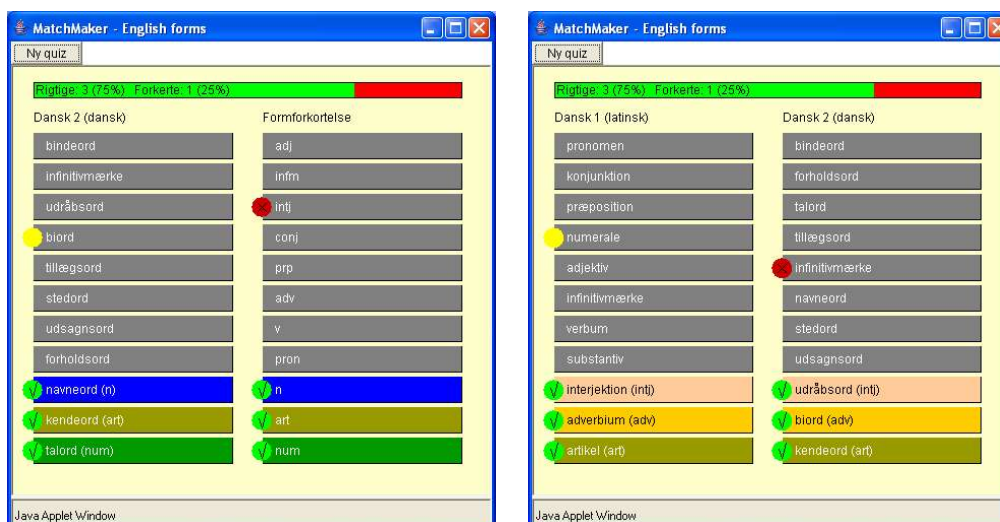 MatchMaker - English forms
Ny quiz
Rigtige: 3 (75%) Forkerte: 1 (25%)
Dansk 2 (dansk) Formforkortelse
bindeord adj
infinitivmærke infm
udråbsord intj
biord conj
tillægsord prp
stedord adv
udsagnsord v
forholdsord pron
navneord (n) n
kendeord (art) art
talord (num) num
Java Applet Window
MatchMaker - English forms
Ny quiz
Rigtige: 3 (75%) Forkerte: 1 (25%)
Dansk 1 (latinsk) Dansk 2 (dansk)
pronomen bindeord
konjunktion forholdsord
præposition talord
numerale tillægsord
adjektiv infinitivmærke
infinitivmærke navneord
verbum stedord
substantiv udsagnsord
interjektion (intj) udråbsord (intj)
adverbium (adv) biord (adv)
artikel (art) kendeord (art)
Java Applet Window